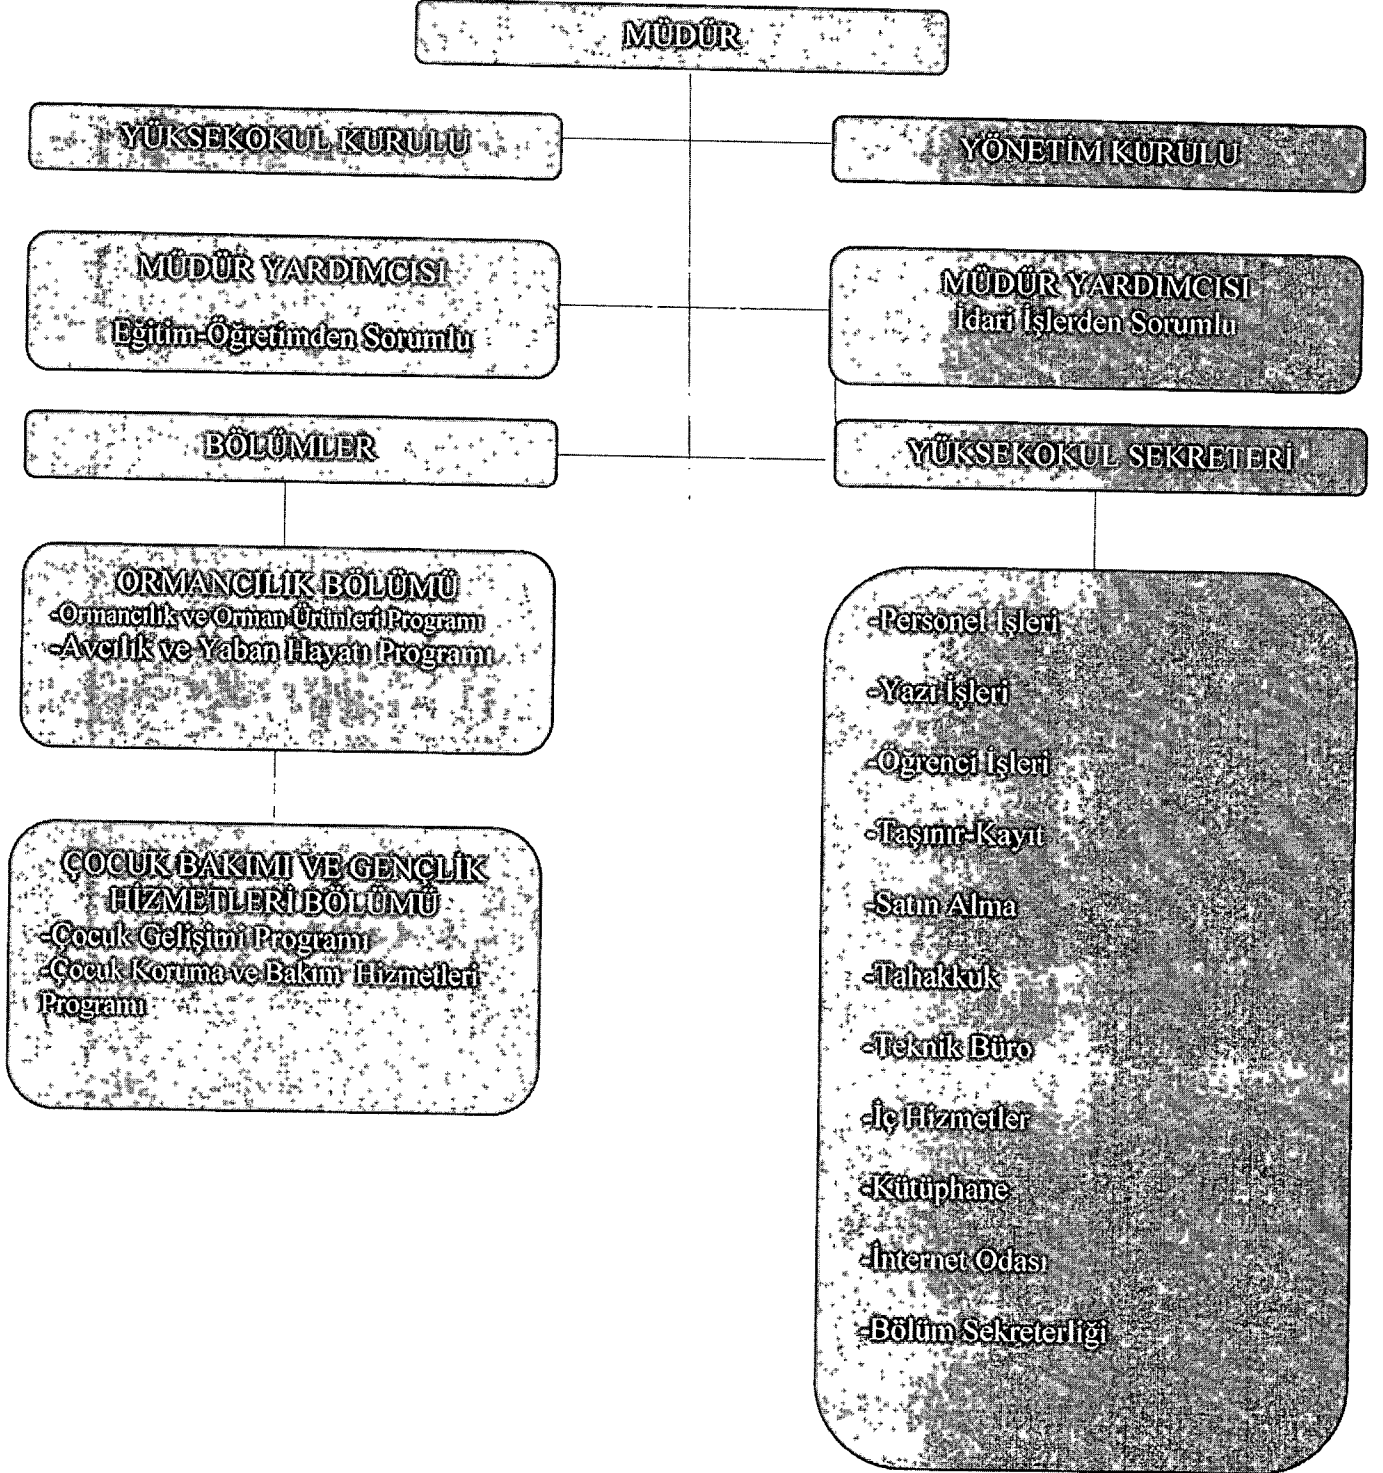 MÜDÜR
YÜKSEKOKUL KURULU
YÖNETİM KURULU
MÜDÜR YARDIMCISI
Eğitim-Öğretimden Sorumlu
MÜDÜR YARDIMCISI
İdari İşlerden Sorumlu
BÖLÜMLER
YÜKSEKOKUL SEKRETERİ
ORMANCILIK BÖLÜMÜ
-Ormancılık ve Orman Ürünleri Programı
-Avcılık ve Yaban Hayatı Programı
ÇOCUK BAKIMI VE GENÇLİK
HİZMETLERİ BÖLÜMÜ
-Çocuk Gelişimi Programı
-Çocuk Koruma ve Bakım Hizmetleri
Programı
-Personel İşleri
-Yazı İşleri
-Öğrenci İşleri
-Taşınır-Kayıt
-Satın Alma
-Tahakkuk
-Teknik Büro
-İç Hizmetler
-Kütüphane
-İnternet Odası
-Bölüm Sekreterliği